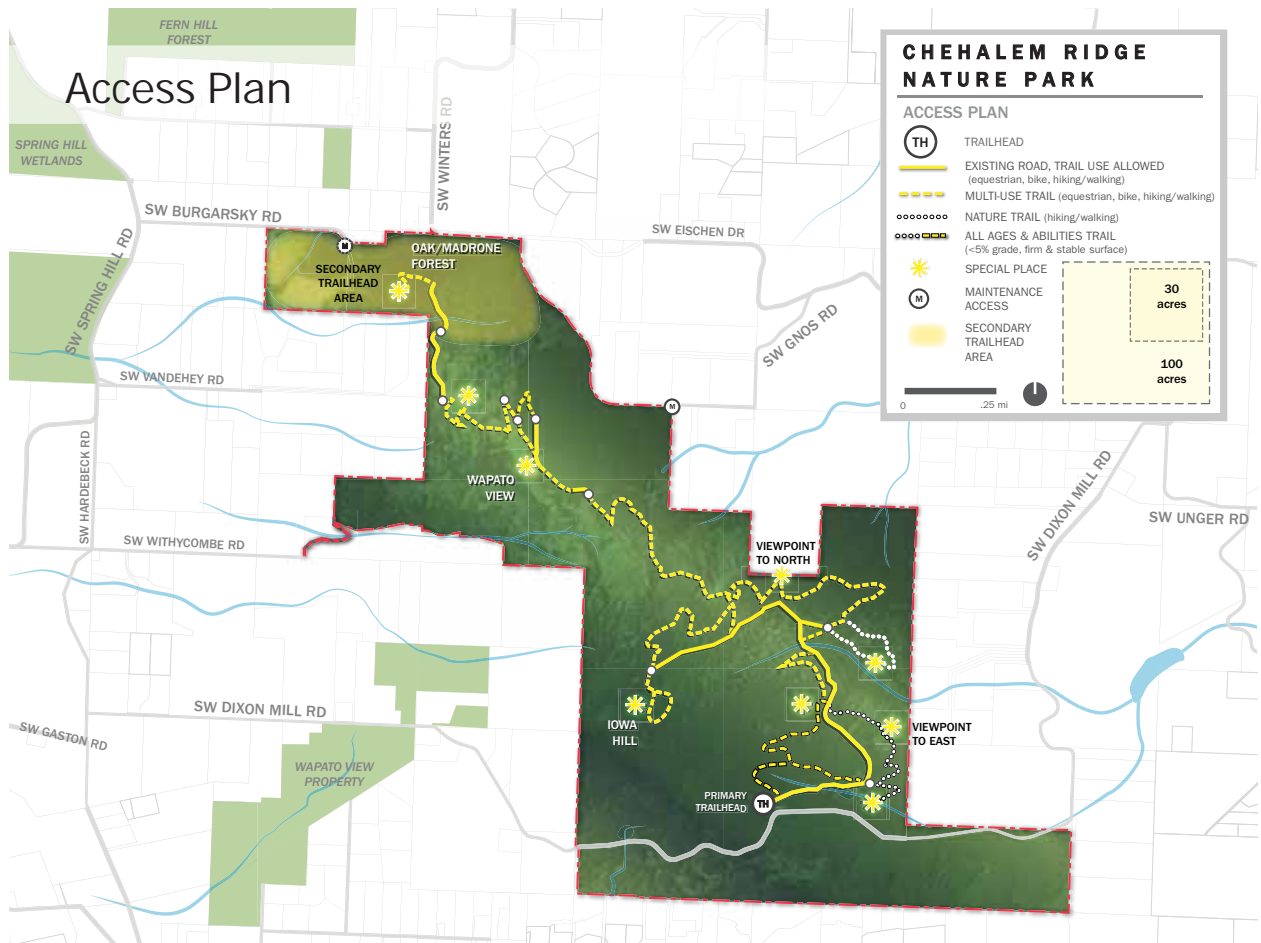 FERN HILL
FOREST
Access Plan
SPRING HILL
WETLANDS
SW WINTERS RD
SW BURGARSKY RD
SW SPRING HILL RD
M
OAK/MADRONE
FOREST
SECONDARY
TRAILHEAD
AREA
SW EISCHEN DR
SW GNOS RD
SW VANDEHEY RD
M
SW HARDEBECK RD
WAPATO
VIEW
SW WITHYCOMBE RD
SW DIXON MILL RD
SW UNGER RD
VIEWPOINT
TO NORTH
SW DIXON MILL RD
SW GASTON RD
IOWA
HILL
VIEWPOINT
TO EAST
WAPATO VIEW
PROPERTY
PRIMARY
TRAILHEAD
TH
CHEHALEM RIDGE
NATURE PARK
ACCESS PLAN
TH
TRAILHEAD
EXISTING ROAD, TRAIL USE ALLOWED
(equestrian, bike, hiking/walking)
MULTI-USE TRAIL (equestrian, bike, hiking/walking)
NATURE TRAIL (hiking/walking)
ALL AGES & ABILITIES TRAIL
(<5% grade, firm & stable surface)
SPECIAL PLACE
M
MAINTENANCE
ACCESS
SECONDARY
TRAILHEAD
AREA
30
acres
100
acres
0 .25 mi